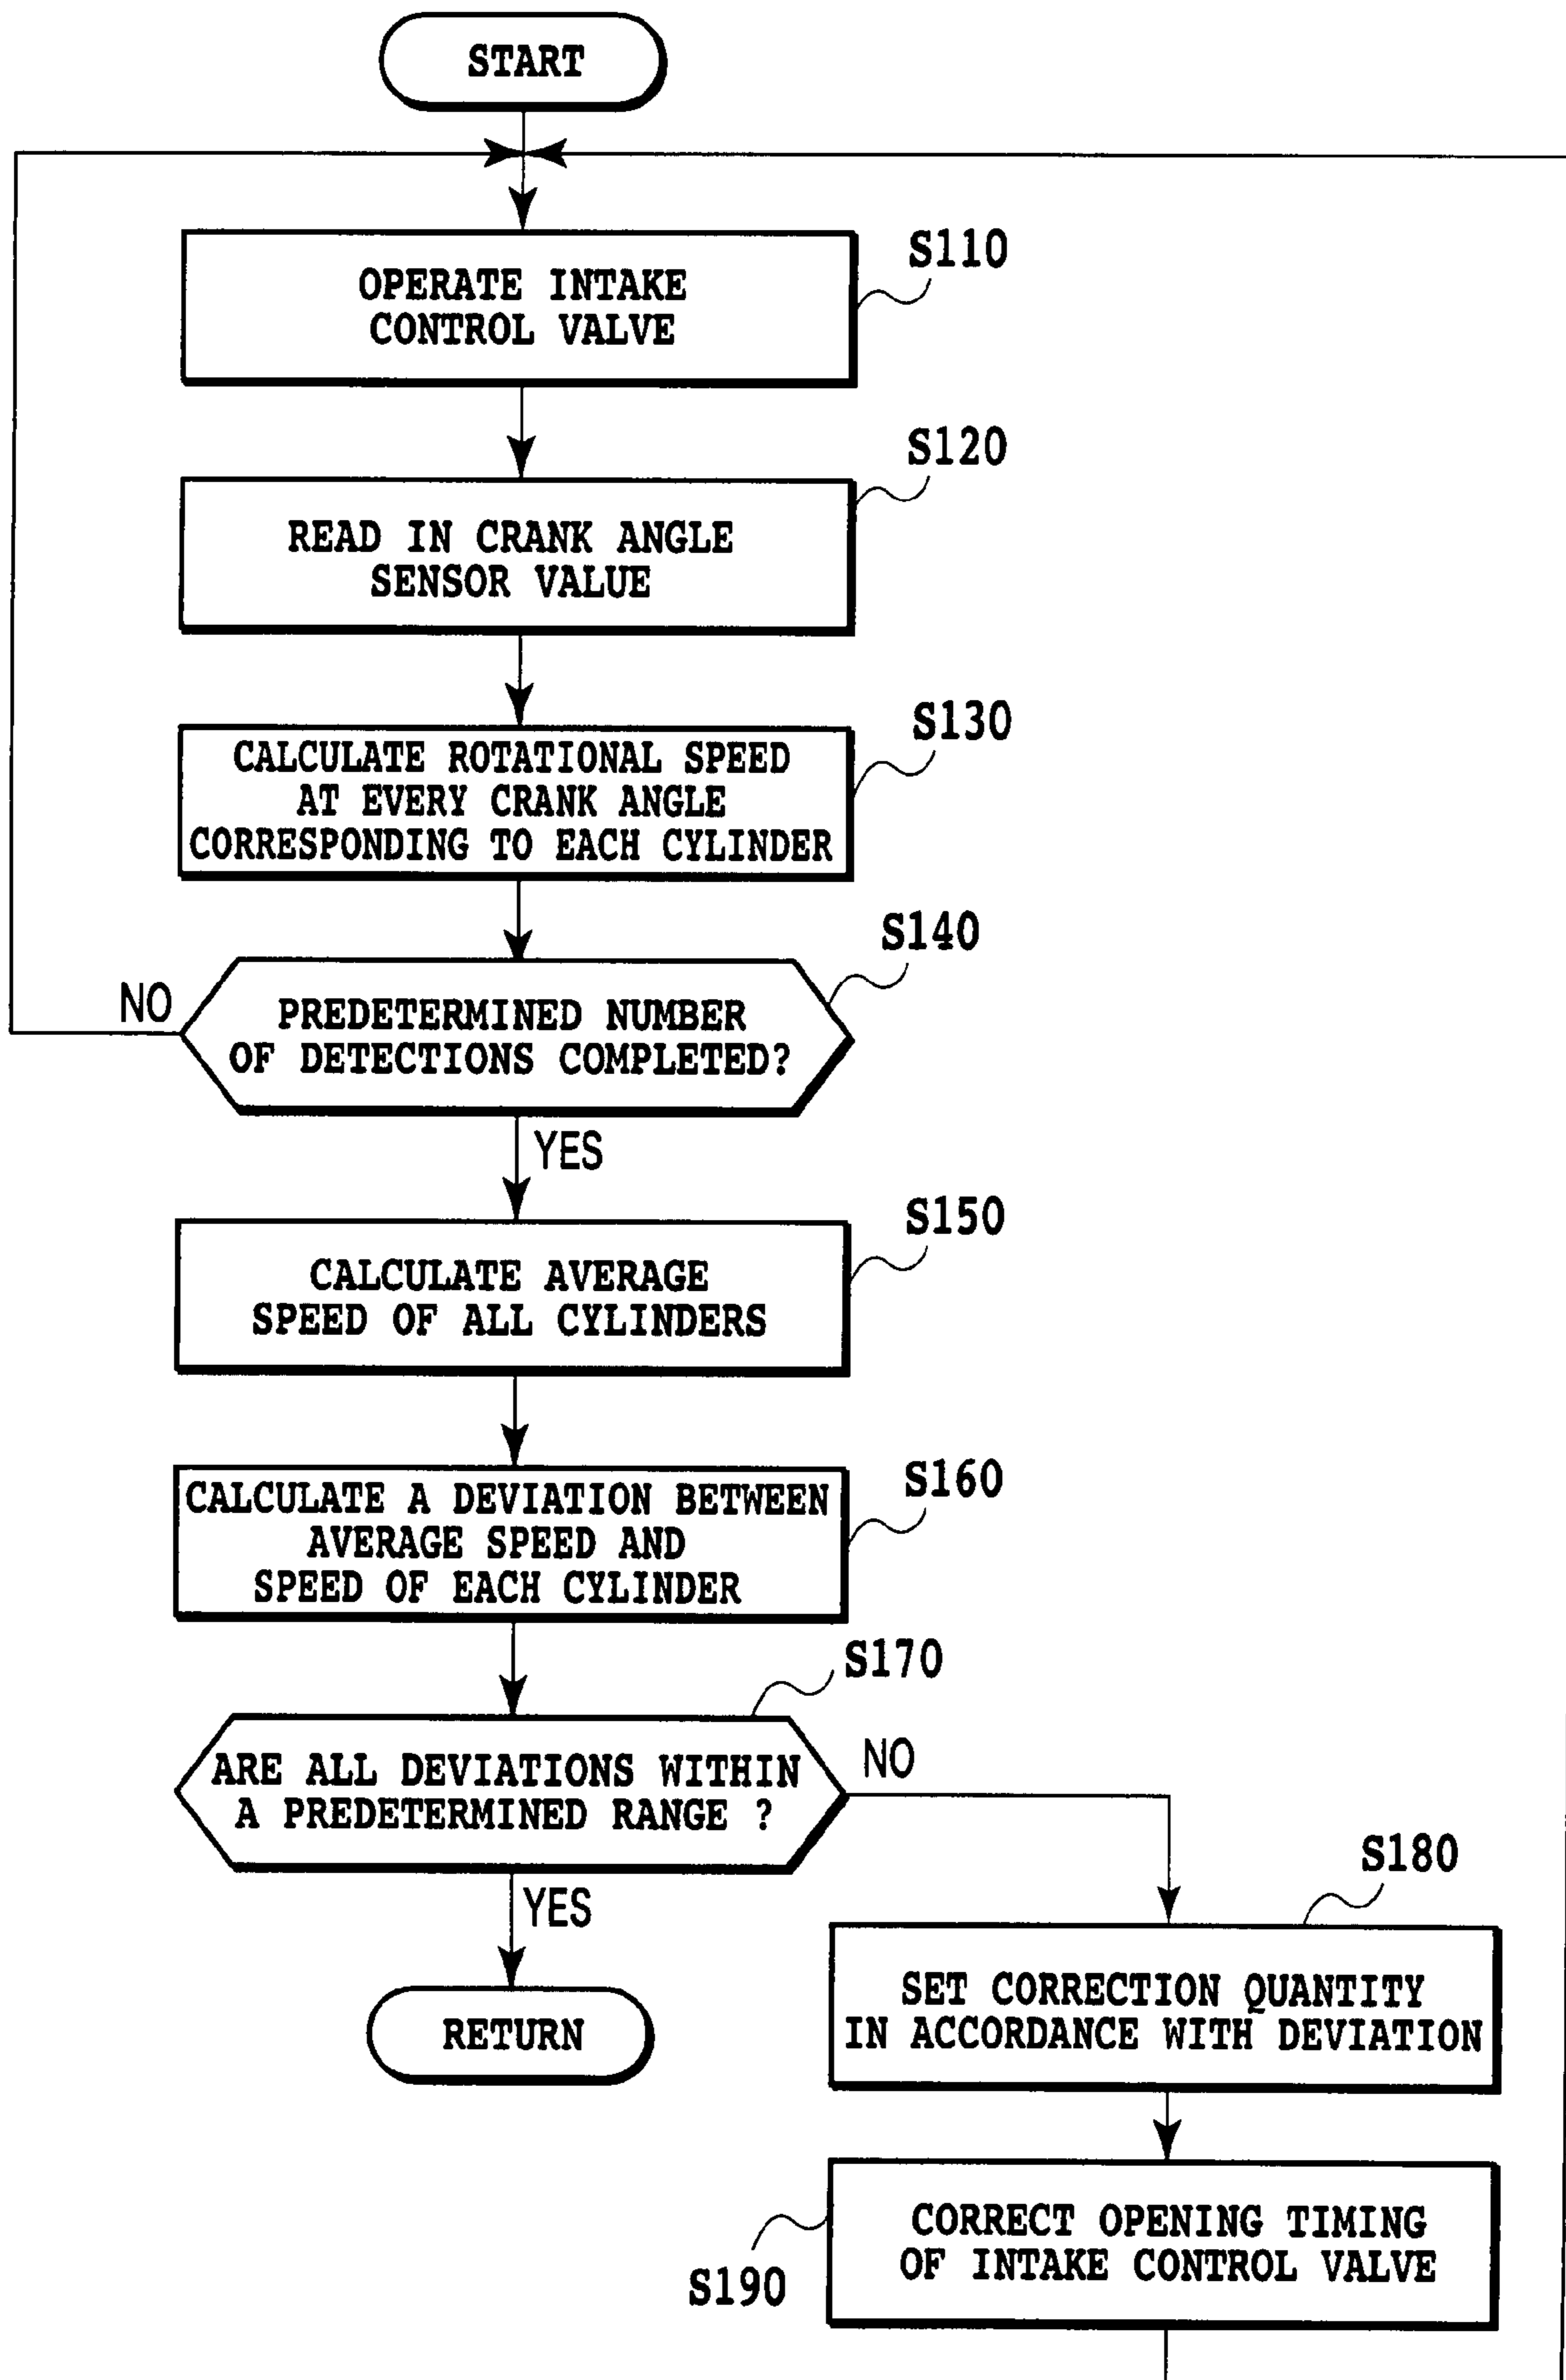 START
S110
OPERATE INTAKE
CONTROL VALVE
S120
READ IN CRANK ANGLE
SENSOR VALUE
S130
CALCULATE ROTATIONAL SPEED
AT EVERY CRANK ANGLE
CORRESPONDING TO EACH CYLINDER
S140
NO
PREDETERMINED NUMBER
OF DETECTIONS COMPLETED?
YES
S150
CALCULATE AVERAGE
SPEED OF ALL CYLINDERS
S160
CALCULATE A DEVIATION BETWEEN
AVERAGE SPEED AND
SPEED OF EACH CYLINDER
S170
ARE ALL DEVIATIONS WITHIN
A PREDETERMINED RANGE ?
NO
YES
S180
RETURN
SET CORRECTION QUANTITY
IN ACCORDANCE WITH DEVIATION
CORRECT OPENING TIMING
OF INTAKE CONTROL VALVE
S190